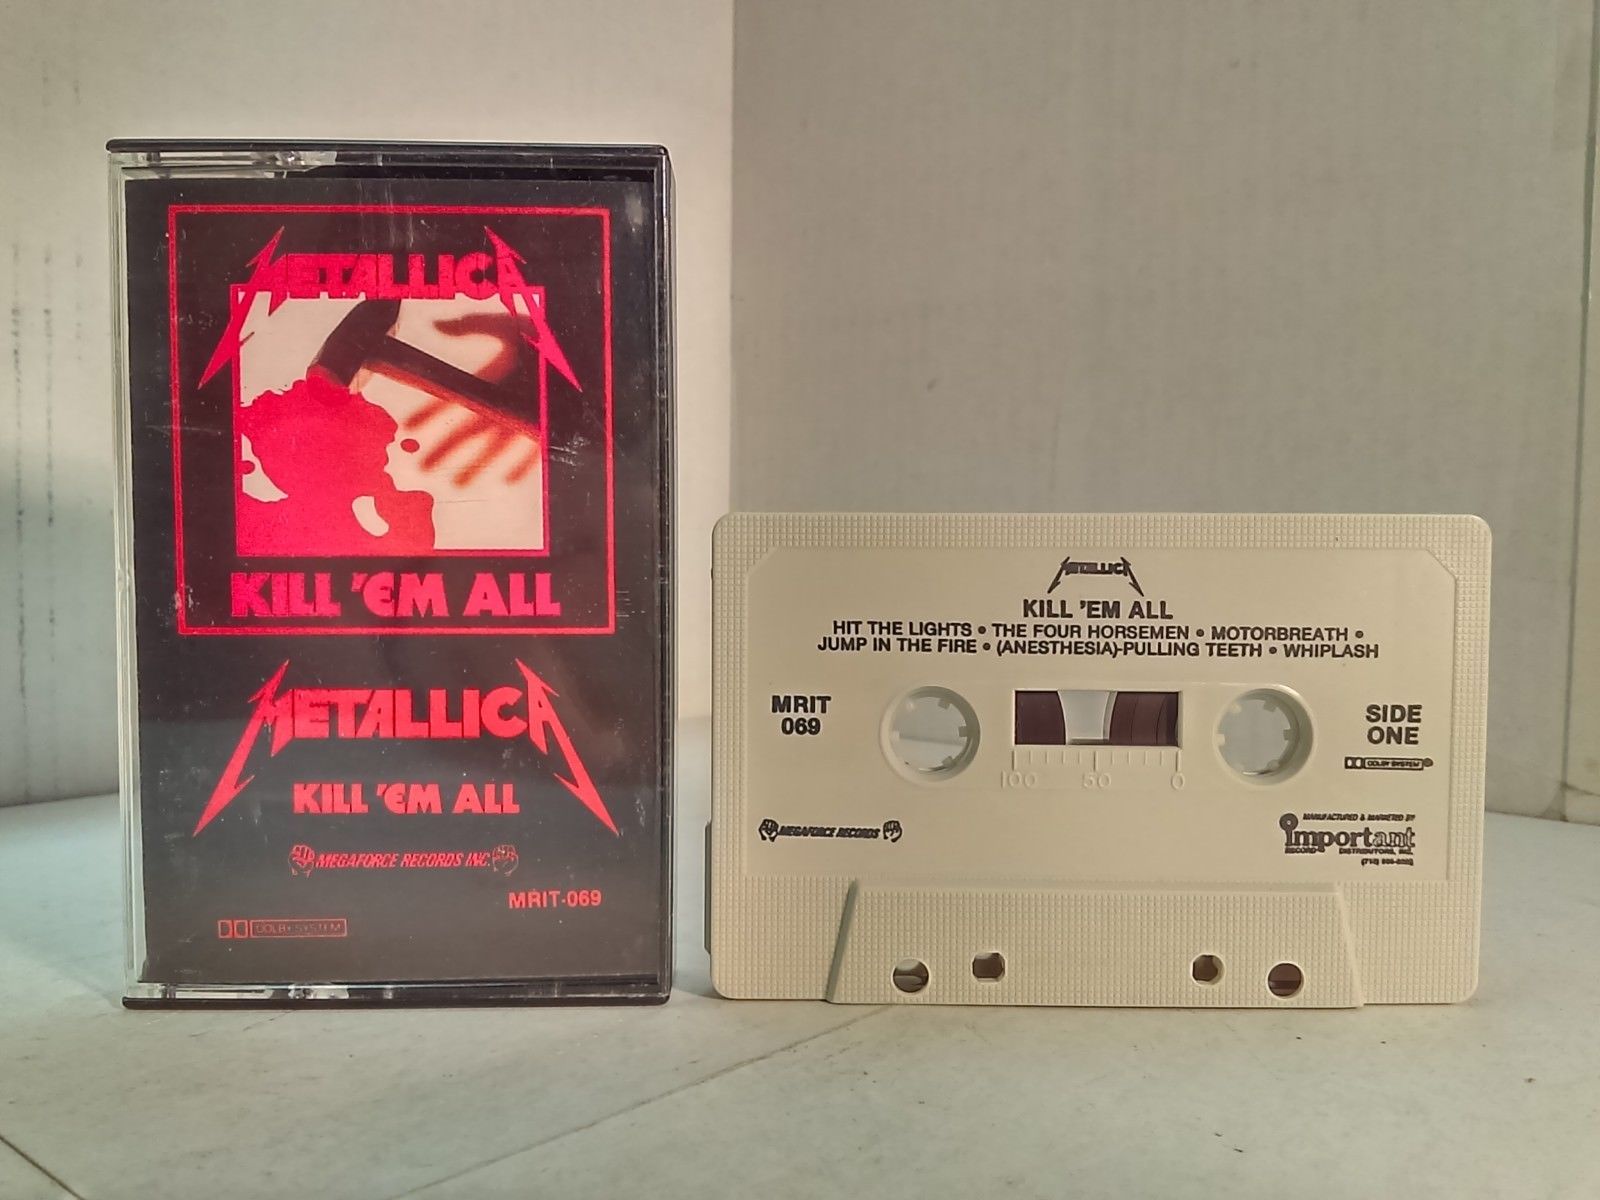 METALLICA
KILL 'EM ALL
METALLICA
KILL 'EM ALL
MEGAFORCE RECORDS INC.
MRIT-069
DOLBY SYSTEM
METALLICA
KILL 'EM ALL
HIT THE LIGHTS • THE FOUR HORSEMEN • MOTORBREATH •
JUMP IN THE FIRE • (ANESTHESIA)-PULLING TEETH • WHIPLASH
MRIT
069
100 50 0
SIDE
ONE
DOLBY SYSTEM
MEGAFORCE RECORDS
MANUFACTURED & MARKETED BY
important
RECORD DISTRIBUTORS, INC.